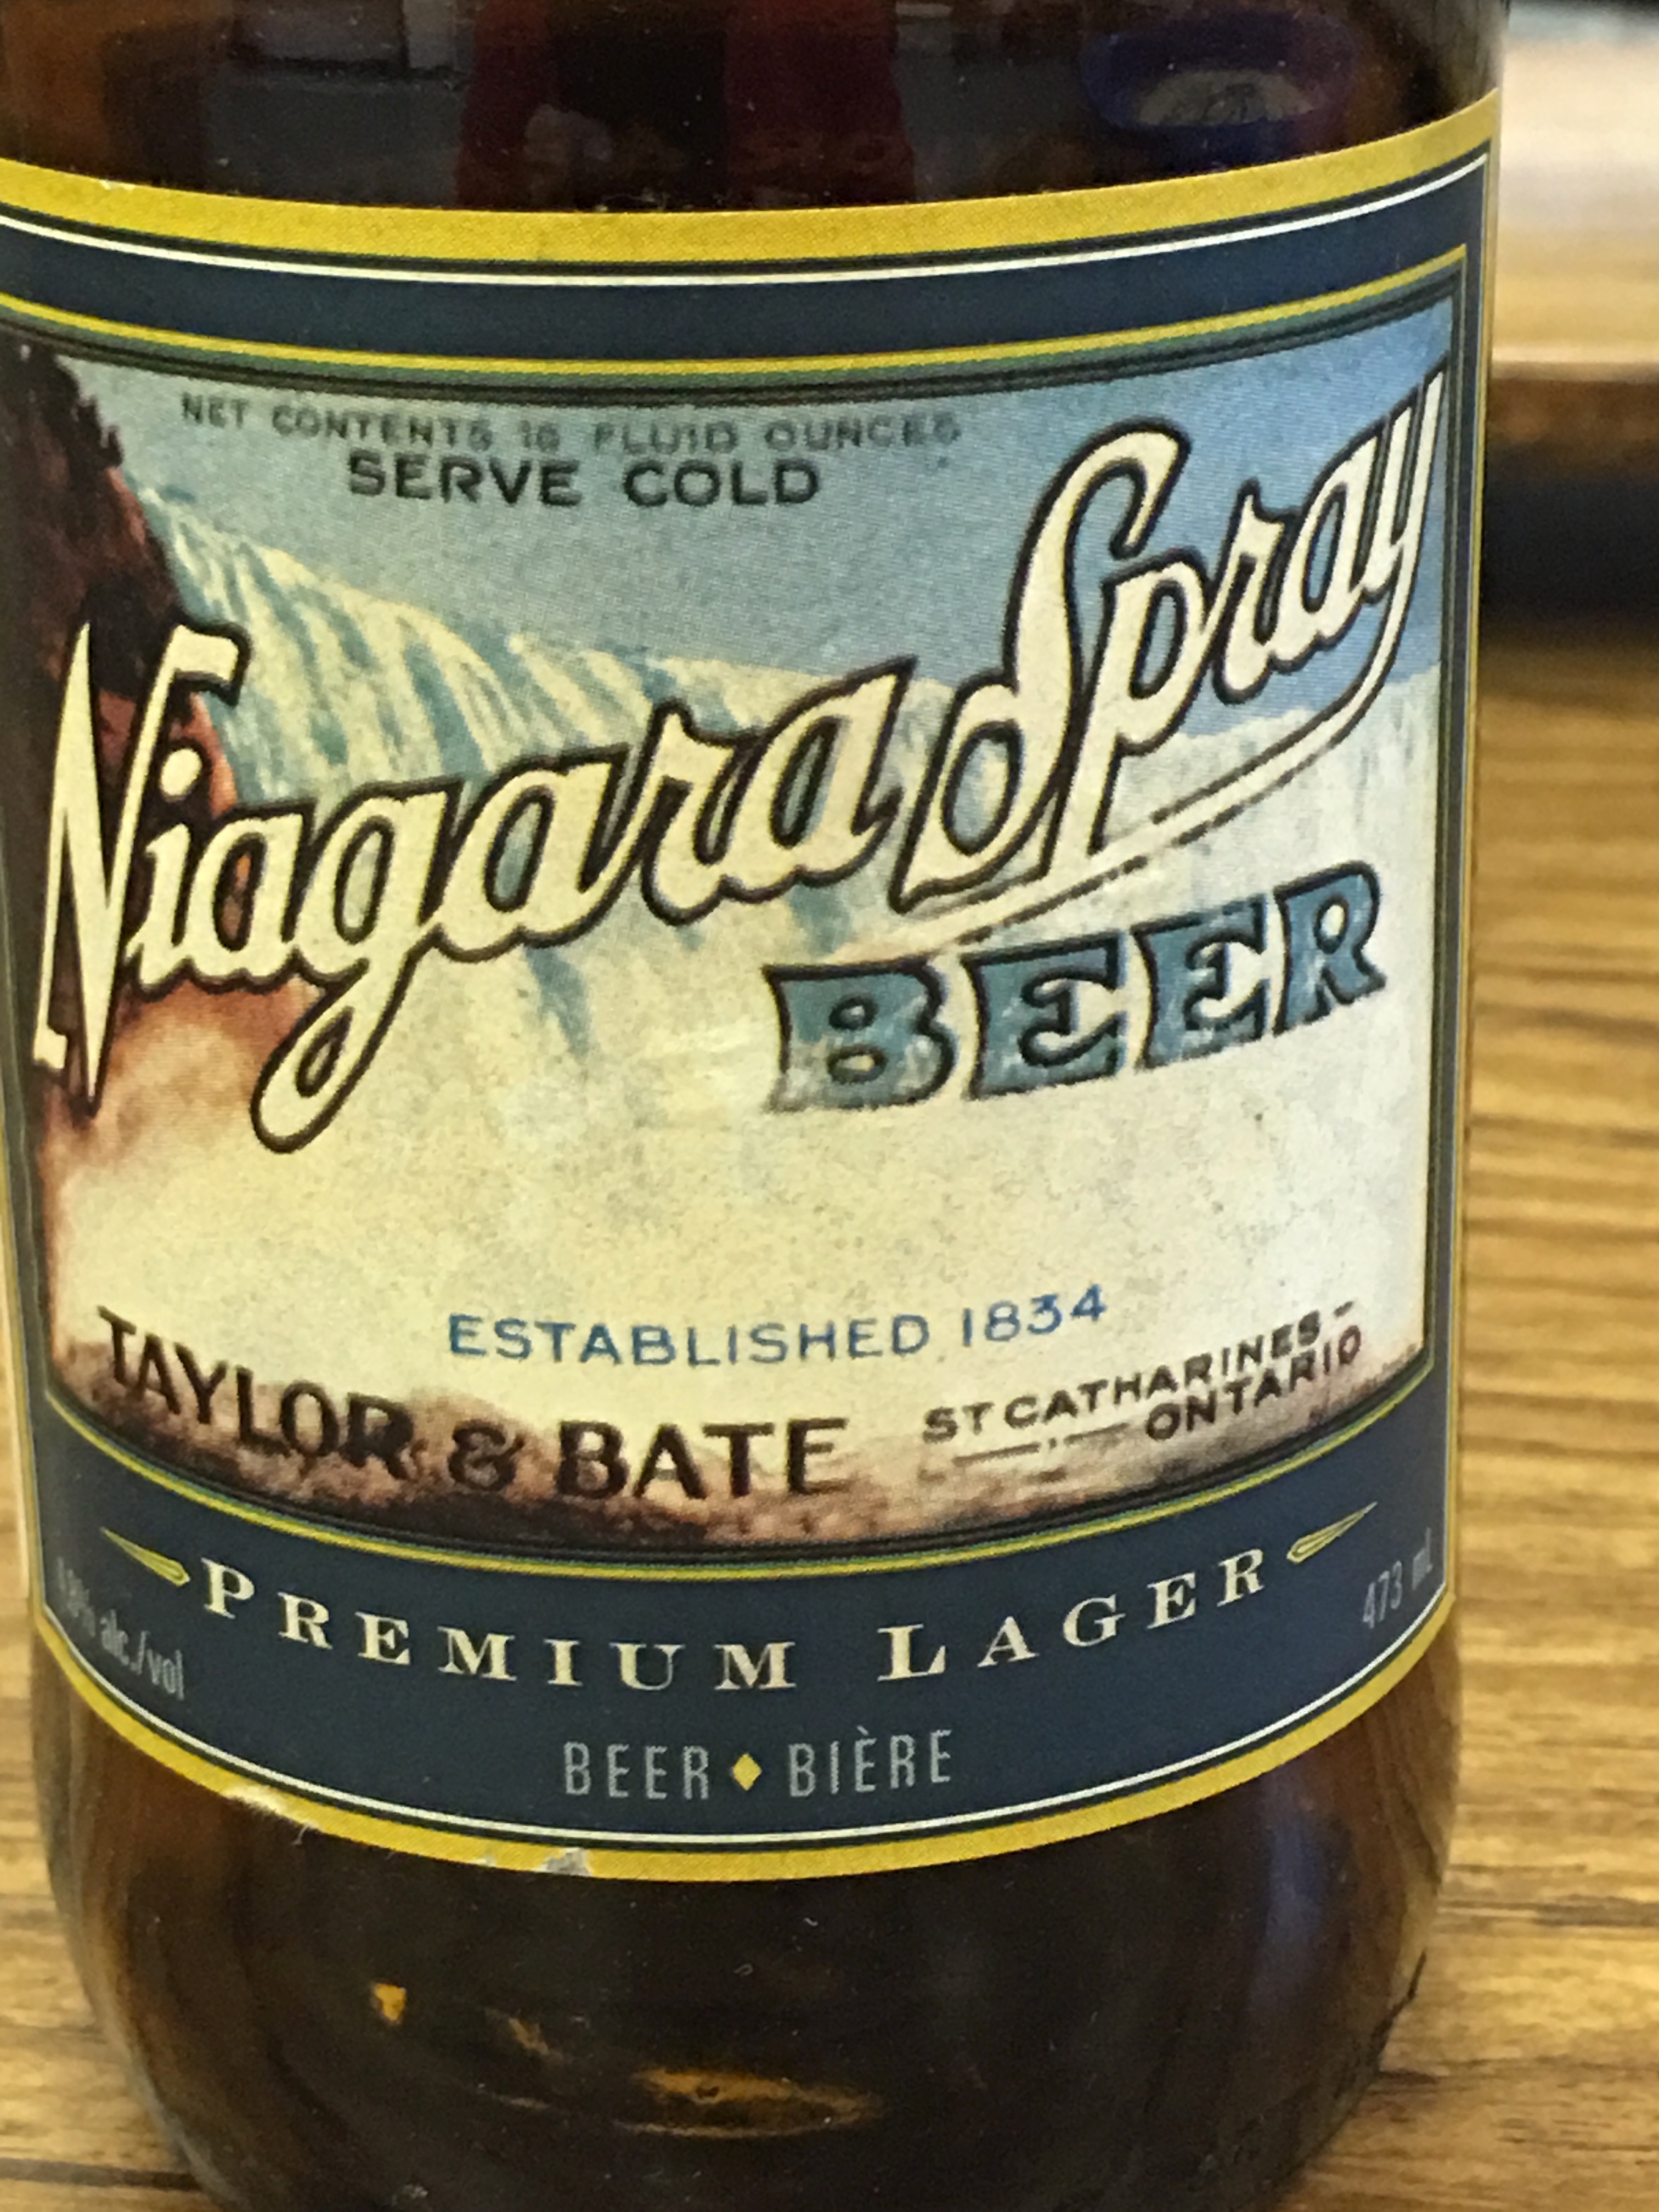 NET CONTENTS 16 FLUID OUNCES
SERVE COLD
Niagara Spray
BEER
ESTABLISHED 1834
TAYLOR & BATE
ST CATHARINES-
ONTARIO
PREMIUM LAGER
alc./vol
473 mL
BEER ♦ BIÈRE